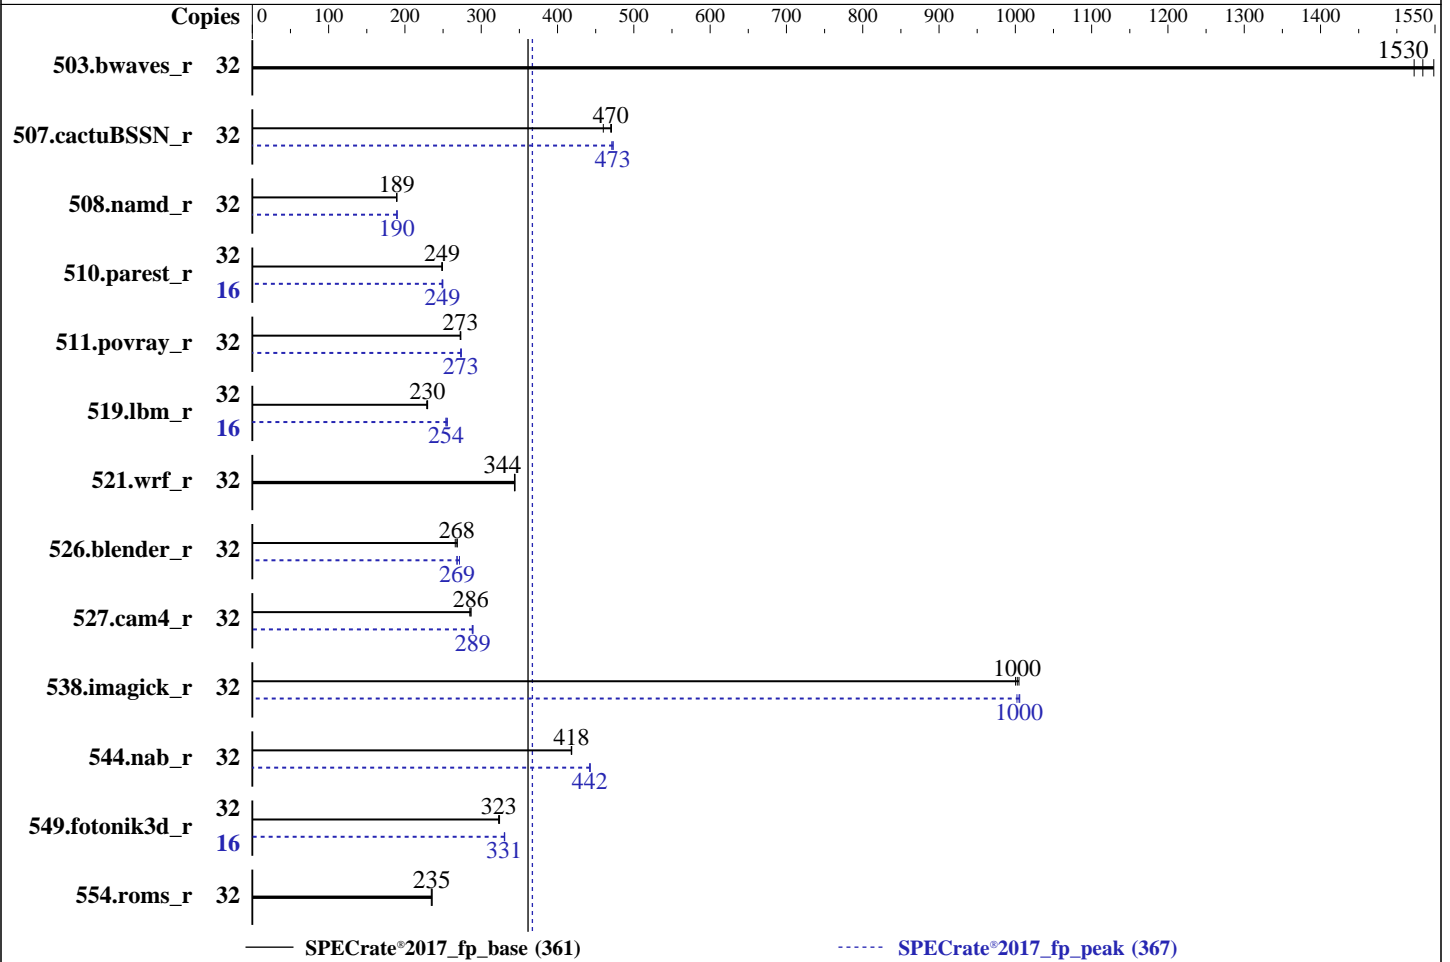 Copies 0 100 200 300 400 500 600 700 800 900 1000 1100 1200 1300 1400 1550
503.bwaves_r 32 1530
507.cactuBSSN_r 32 470
473
508.namd_r 32 189
190
510.parest_r 32 249
16 249
511.povray_r 32 273
273
519.lbm_r 32 230
16 254
521.wrf_r 32 344
526.blender_r 32 268
269
527.cam4_r 32 286
289
538.imagick_r 32 1000
1000
544.nab_r 32 418
442
549.fotonik3d_r 32 323
16 331
554.roms_r 32 235
SPECrate®2017_fp_base (361) SPECrate®2017_fp_peak (367)